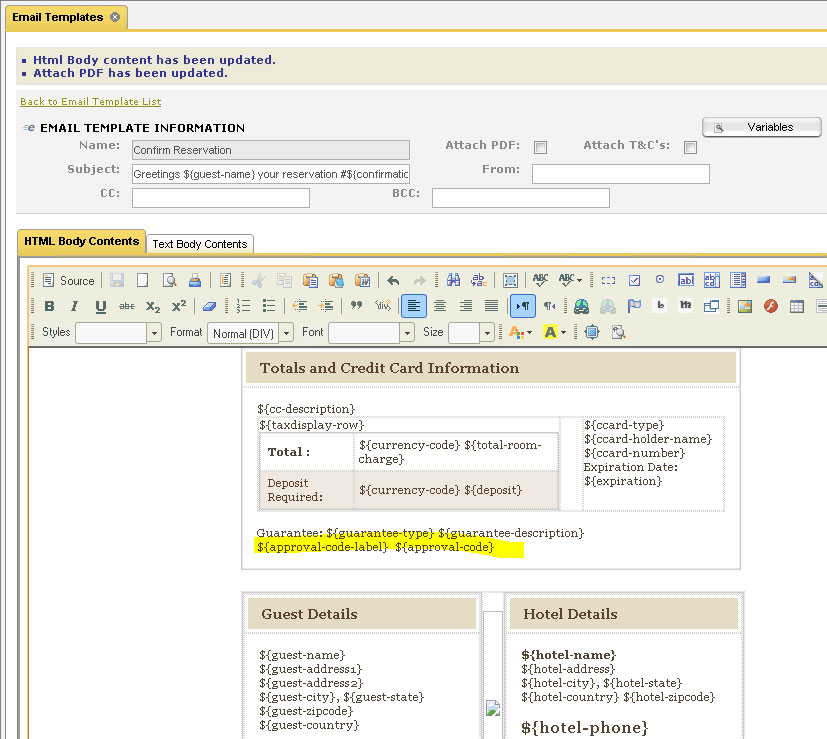 Email Templates
Html Body content has been updated.
Attach PDF has been updated.
Back to Email Template List
EMAIL TEMPLATE INFORMATION
Variables
Name: Confirm Reservation Attach PDF: Attach T&C's:
Subject: Greetings ${guest-name} your reservation #${confirmatic From:
CC: BCC:
HTML Body Contents Text Body Contents
Source
B I U abc X2 X2
Styles Format Normal (DIV) Font Size
Totals and Credit Card Information
${cc-description}
${taxdisplay-row}
Total : ${currency-code} ${total-room-
charge}
Deposit
Required: ${currency-code} ${deposit}
${ccard-type}
${ccard-holder-name}
${ccard-number}
Expiration Date:
${expiration}
Guarantee: ${guarantee-type} ${guarantee-description}
${approval-code-label} ${approval-code}
Guest Details
${guest-name}
${guest-address1}
${guest-address2}
${guest-city}, ${guest-state}
${guest-zipcode}
${guest-country}
Hotel Details
${hotel-name}
${hotel-address}
${hotel-city}, ${hotel-state}
${hotel-country} ${hotel-zipcode}
${hotel-phone}